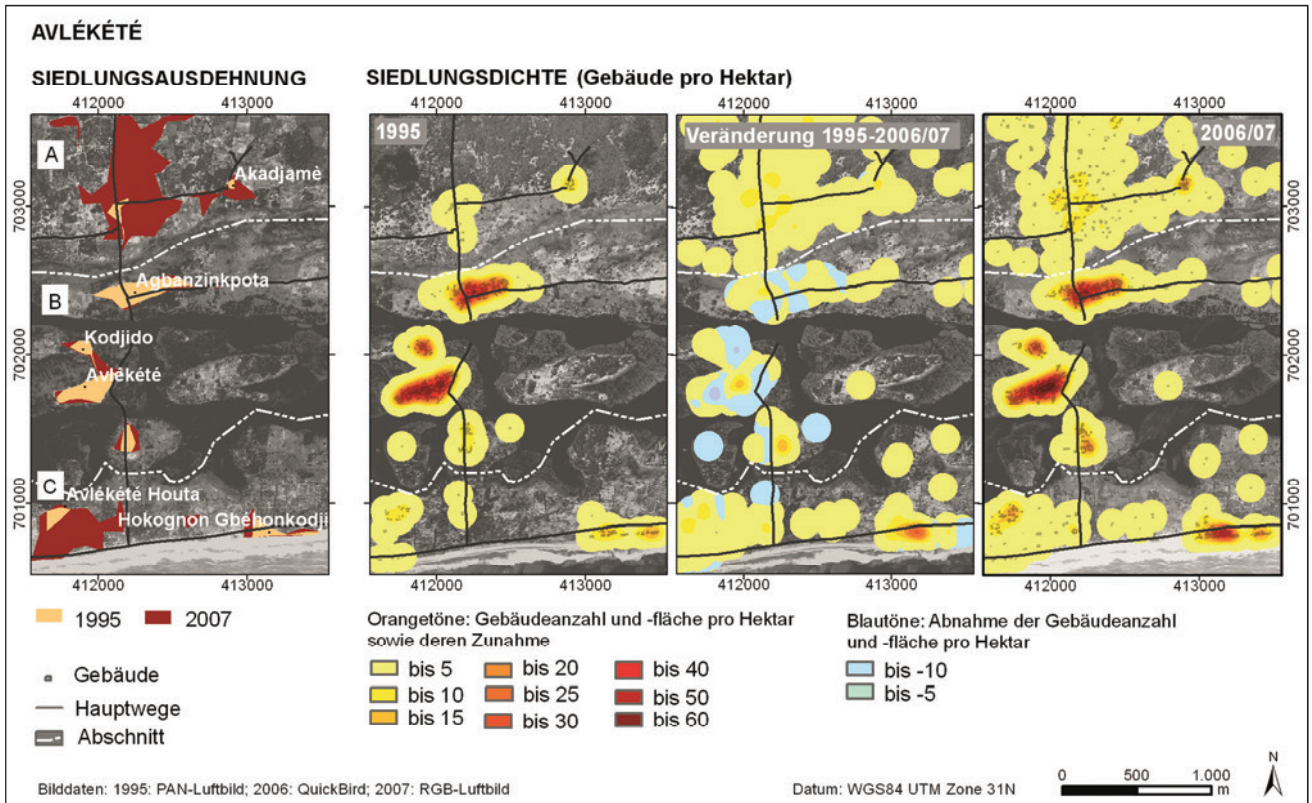 AVLÉKÉTÉ
SIEDLUNGSAUSDEHNUNG
SIEDLUNGSDICHTE (Gebäude pro Hektar)
412000 413000
412000 413000
412000 413000
412000 413000
1995
Veränderung 1995-2006/07
2006/07
A
Akadjamè
703000
703000
Agbanzinkpota
B
Kodjido
702000
702000
Avlékété
C
Avlékété Houta
701000
701000
Hokognon Gbéhonkodji
412000 413000
412000 413000
412000 413000
412000 413000
1995 2007
Gebäude
Hauptwege
Abschnitt
Orangetöne: Gebäudeanzahl und -fläche pro Hektar
sowie deren Zunahme
bis 5 bis 20 bis 40
bis 10 bis 25 bis 50
bis 15 bis 30 bis 60
Blautöne: Abnahme der Gebäudeanzahl
und -fläche pro Hektar
bis -10
bis -5
Bilddaten: 1995: PAN-Luftbild; 2006: QuickBird; 2007: RGB-Luftbild
Datum: WGS84 UTM Zone 31N
0 500 1.000
m
N